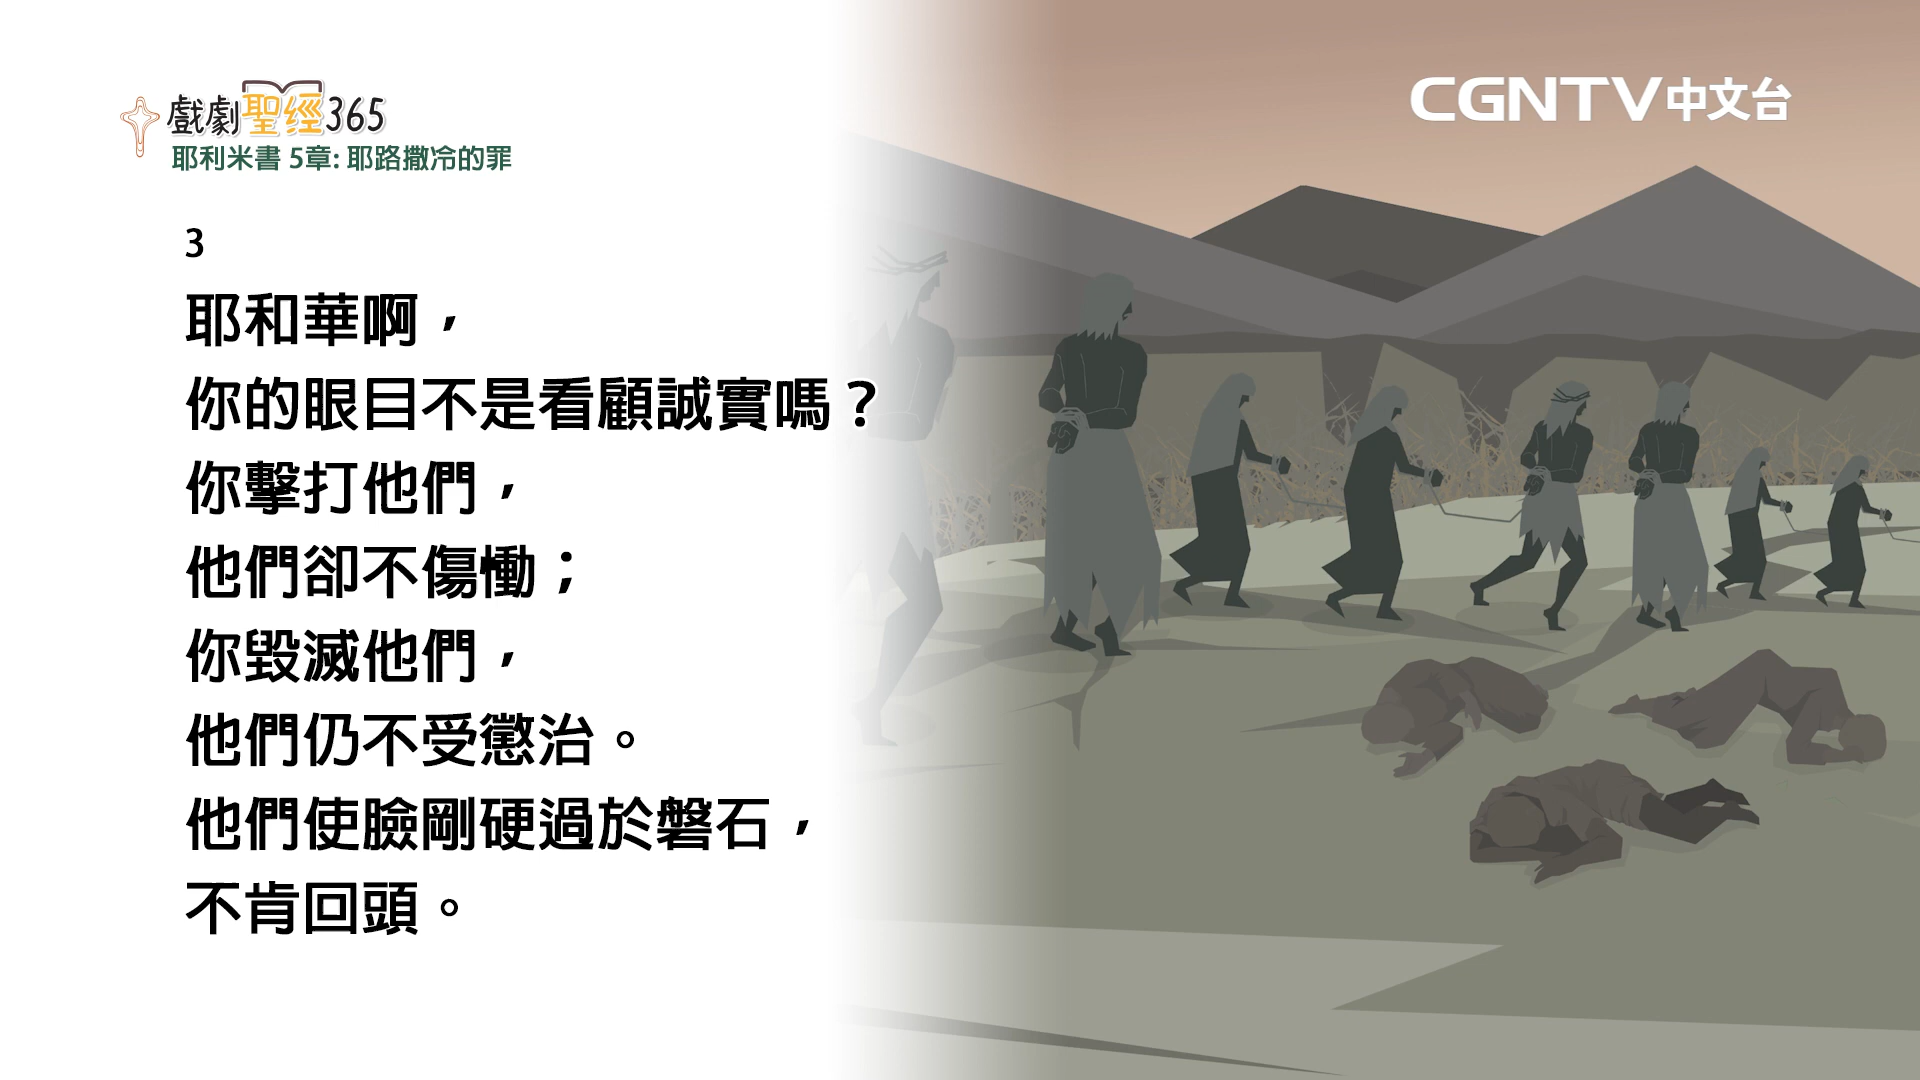 戲劇聖經365
CGNTV中文台
耶利米書 5章: 耶路撒冷的罪
3
耶和華啊，
你的眼目不是看顧誠實嗎？
你擊打他們，
他們卻不傷慟；
你毀滅他們，
他們仍不受懲治。
他們使臉剛硬過於磐石，
不肯回頭。